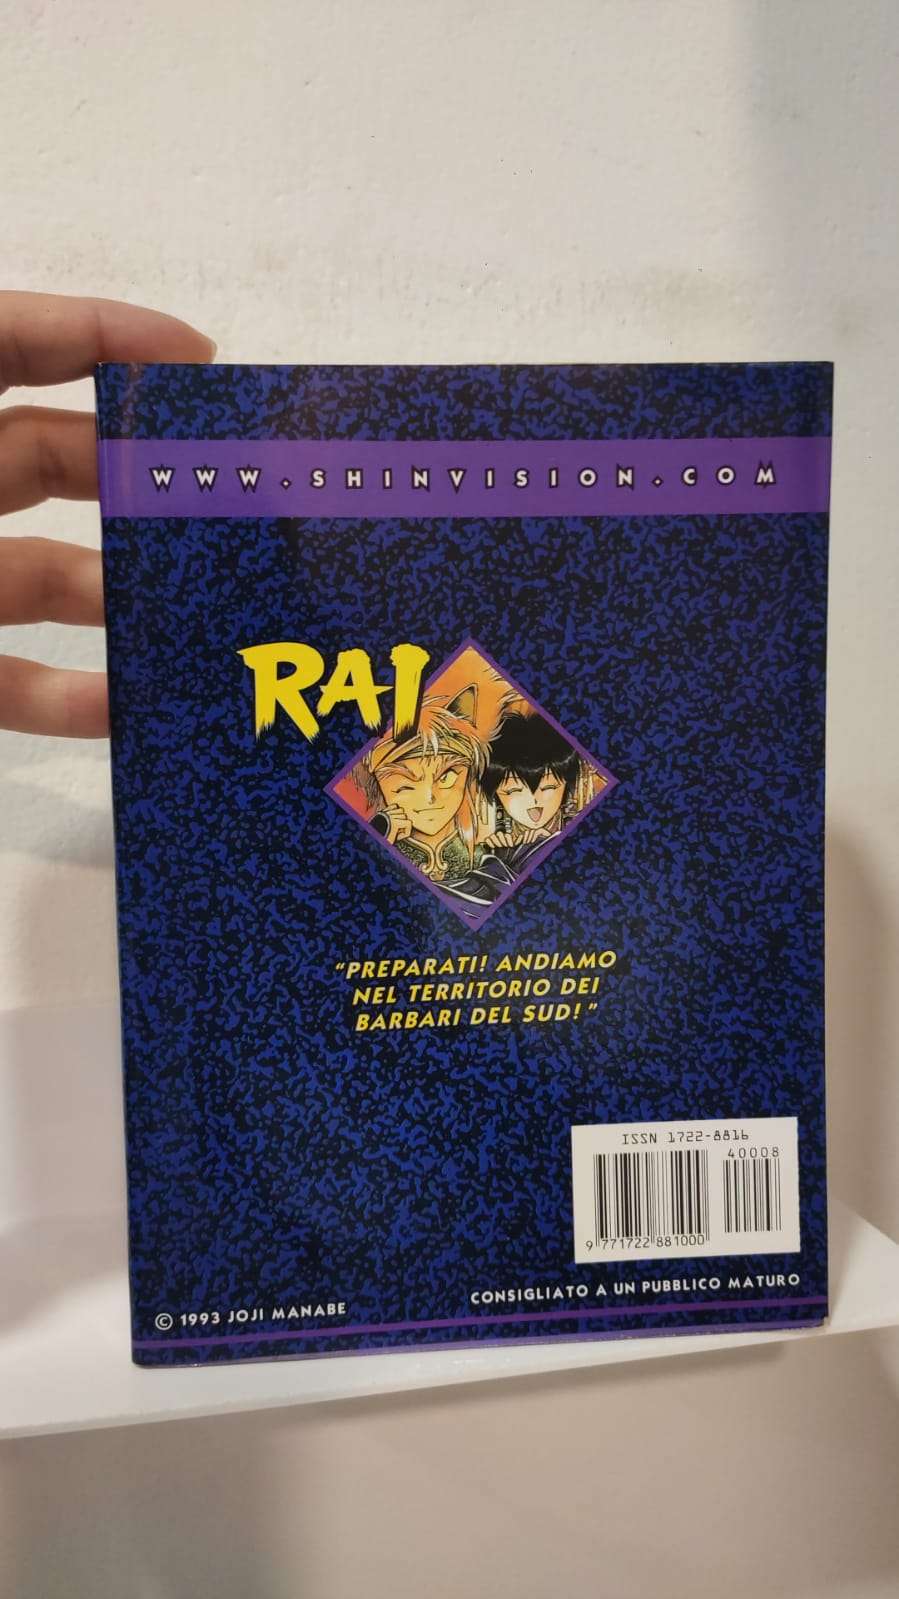 WWW.SHINVISION.COM
RAI
“PREPARATI! ANDIAMO
NEL TERRITORIO DEI
BARBARI DEL SUD!”
ISSN 1722-8816
40008
9 771722 881000
CONSIGLIATO A UN PUBBLICO MATURO
© 1993 JOJI MANABE